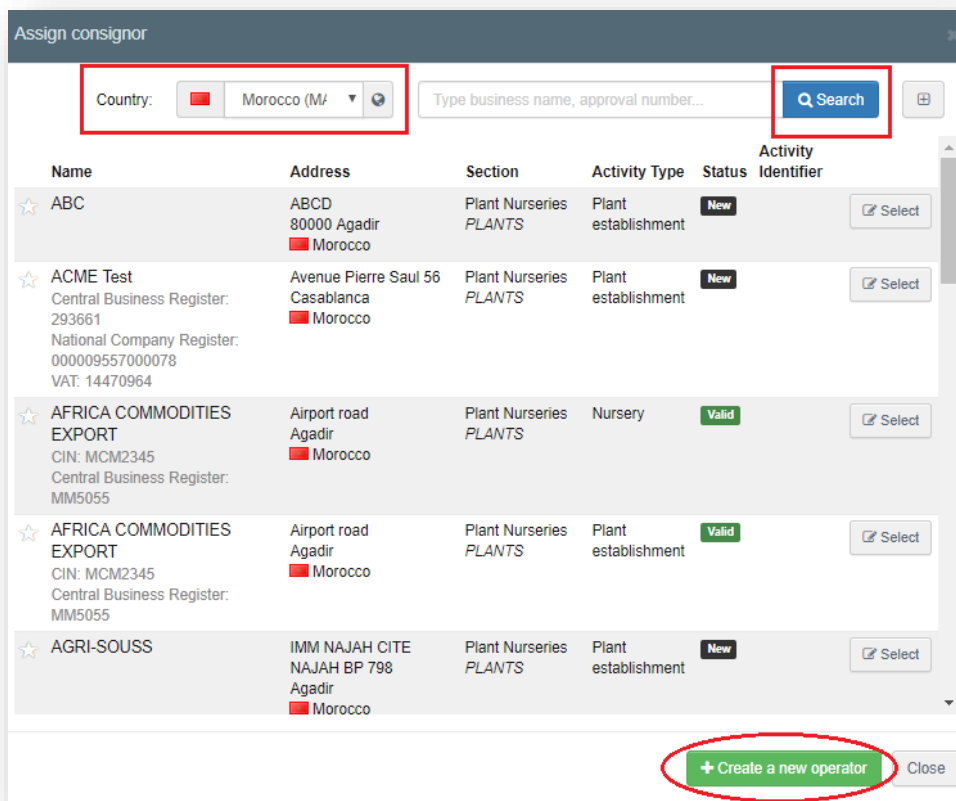 Assign consignor
Country: Morocco (MA Type business name, approval number... Search
Name Address Section Activity Type Status Activity Identifier
ABC ABCD Plant Nurseries Plant New Select
80000 Agadir PLANTS establishment
Morocco
ACME Test Avenue Pierre Saul 56 Plant Nurseries Plant New Select
Central Business Register: Casablanca PLANTS establishment
293661 Morocco
National Company Register:
000009557000078
VAT: 14470964
AFRICA COMMODITIES Airport road Plant Nurseries Nursery Valid Select
EXPORT Agadir PLANTS
CIN: MCM2345 Morocco
Central Business Register:
MM5055
AFRICA COMMODITIES Airport road Plant Nurseries Plant Valid Select
EXPORT Agadir PLANTS establishment
CIN: MCM2345 Morocco
Central Business Register:
MM5055
AGRI-SOUSS IMM NAJAH CITE Plant Nurseries Plant New Select
NAJAH BP 798 PLANTS establishment
Agadir
Morocco
+ Create a new operator Close